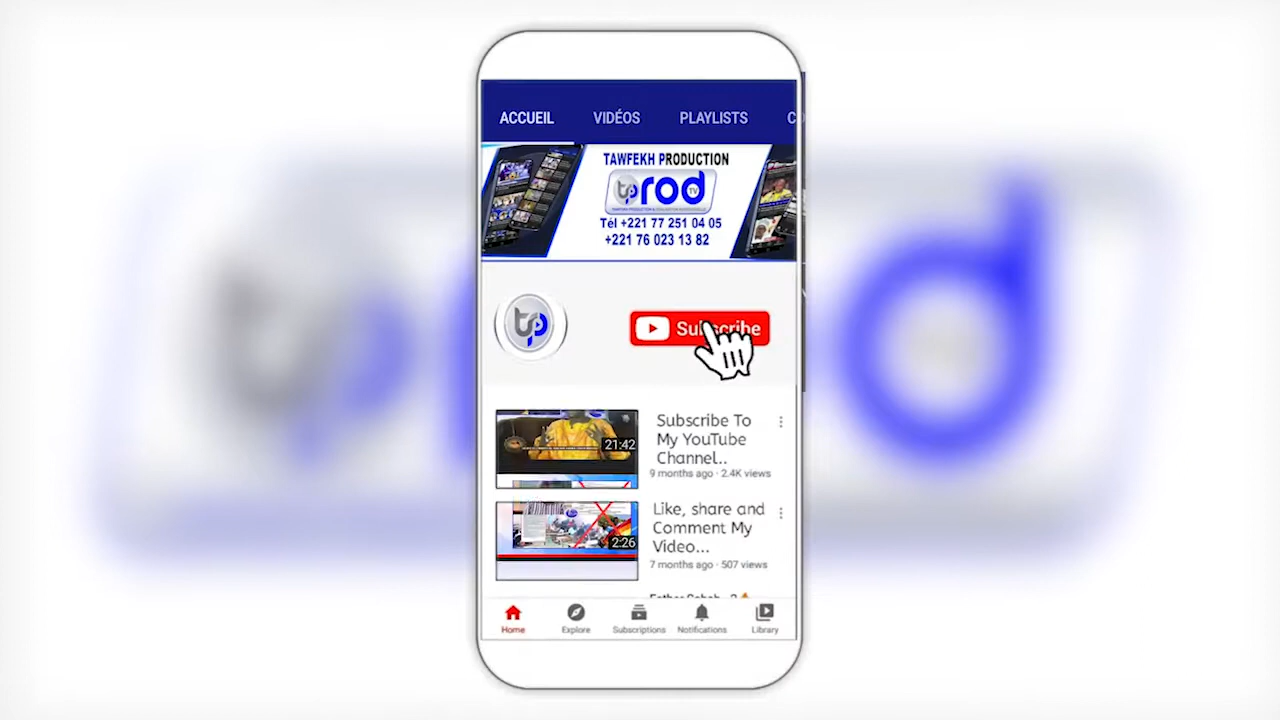 ACCUEIL VIDÉOS PLAYLISTS
TAWFEKH PRODUCTION
tprod TV
Tél +221 77 251 04 05
+221 76 023 13 82
tp
Subscribe
21:42
Subscribe To
My YouTube
Channel..
9 months ago · 2.4K views
2:26
Like, share and
Comment My
Video...
7 months ago · 507 views
Home Explore Subscriptions Notifications Library